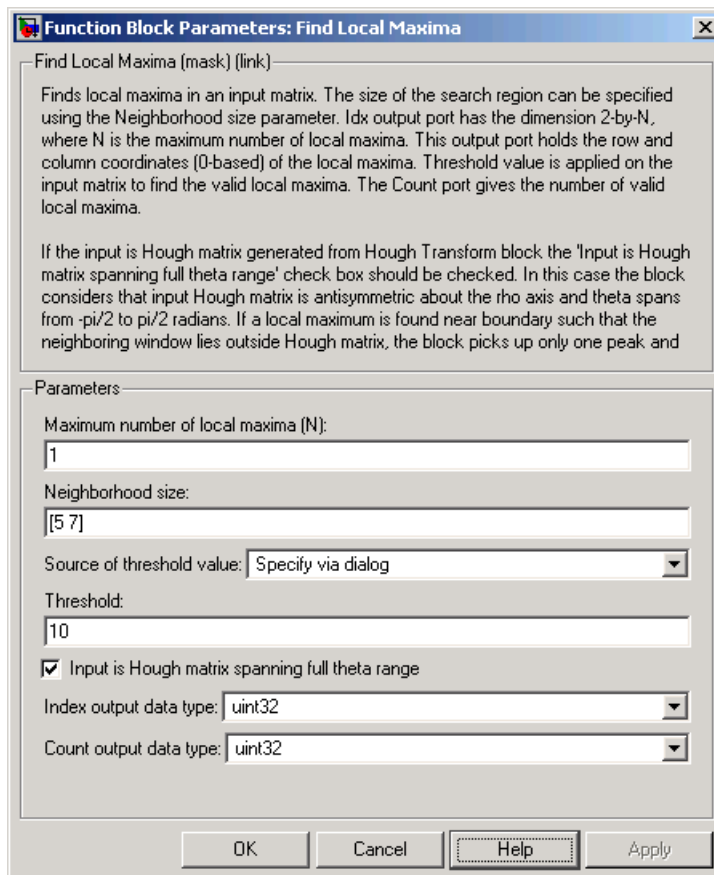 Function Block Parameters: Find Local Maxima
Find Local Maxima (mask) (link)
Finds local maxima in an input matrix. The size of the search region can be specified
using the Neighborhood size parameter. Idx output port has the dimension 2-by-N,
where N is the maximum number of local maxima. This output port holds the row and
column coordinates (0-based) of the local maxima. Threshold value is applied on the
input matrix to find the valid local maxima. The Count port gives the number of valid
local maxima.
If the input is Hough matrix generated from Hough Transform block the 'Input is Hough
matrix spanning full theta range' check box should be checked. In this case the block
considers that input Hough matrix is antisymmetric about the rho axis and theta spans
from -pi/2 to pi/2 radians. If a local maximum is found near boundary such that the
neighboring window lies outside Hough matrix, the block picks up only one peak and
Parameters
Maximum number of local maxima (N):
1
Neighborhood size:
[5 7]
Source of threshold value: Specify via dialog
Threshold:
10
Input is Hough matrix spanning full theta range
Index output data type: uint32
Count output data type: uint32
OK Cancel Help Apply